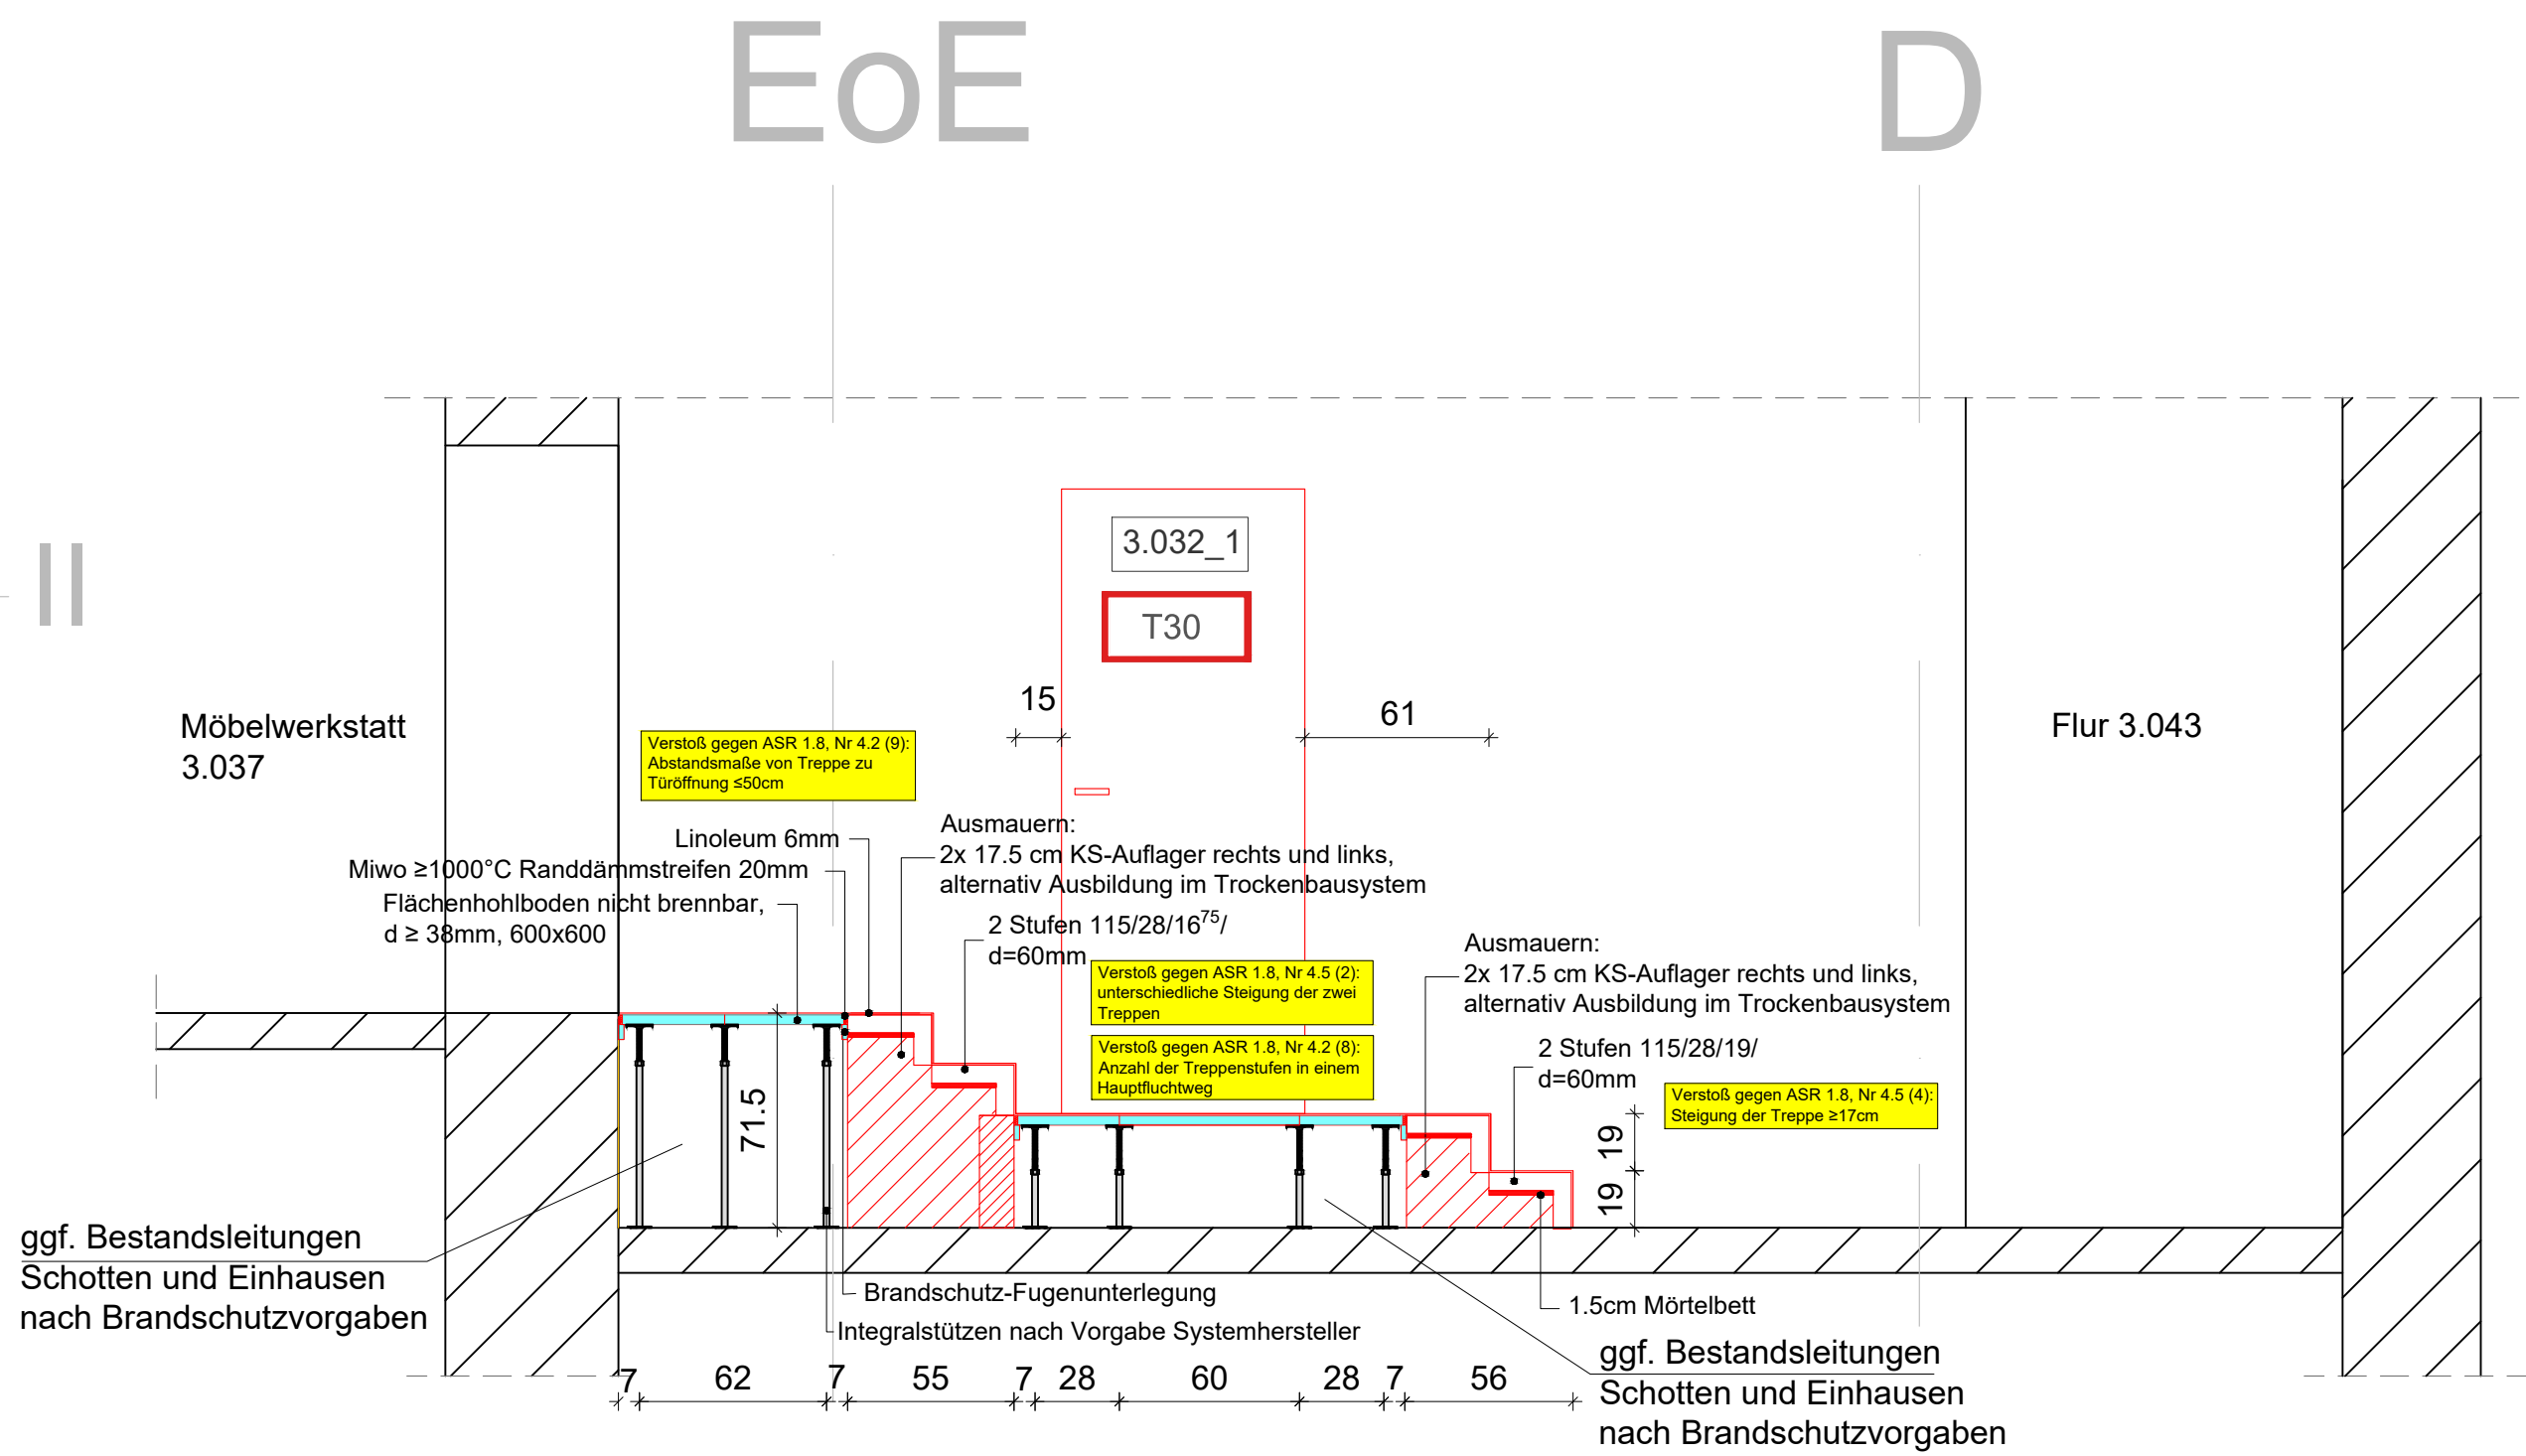 EoE
D
II
3.032_1
T30
15
61
Möbelwerkstatt
3.037
Flur 3.043
Verstoß gegen ASR 1.8, Nr 4.2 (9):
Abstandsmaße von Treppe zu
Türöffnung ≤50cm
Linoleum 6mm
Miwo ≥1000°C Randdämmstreifen 20mm
Flächenhohlboden nicht brennbar,
d ≥ 38mm, 600x600
Ausmauern:
2x 17.5 cm KS-Auflager rechts und links,
alternativ Ausbildung im Trockenbausystem
2 Stufen 115/28/16⁷⁵/
d=60mm
Verstoß gegen ASR 1.8, Nr 4.5 (2):
unterschiedliche Steigung der zwei
Treppen
Verstoß gegen ASR 1.8, Nr 4.2 (8):
Anzahl der Treppenstufen in einem
Hauptfluchtweg
Ausmauern:
2x 17.5 cm KS-Auflager rechts und links,
alternativ Ausbildung im Trockenbausystem
2 Stufen 115/28/19/
d=60mm
Verstoß gegen ASR 1.8, Nr 4.5 (4):
Steigung der Treppe ≥17cm
71.5
19
19
ggf. Bestandsleitungen
Schotten und Einhausen
nach Brandschutzvorgaben
Brandschutz-Fugenunterlegung
Integralstützen nach Vorgabe Systemhersteller
1.5cm Mörtelbett
ggf. Bestandsleitungen
Schotten und Einhausen
nach Brandschutzvorgaben
7 62 7 55 7 28 60 28 7 56